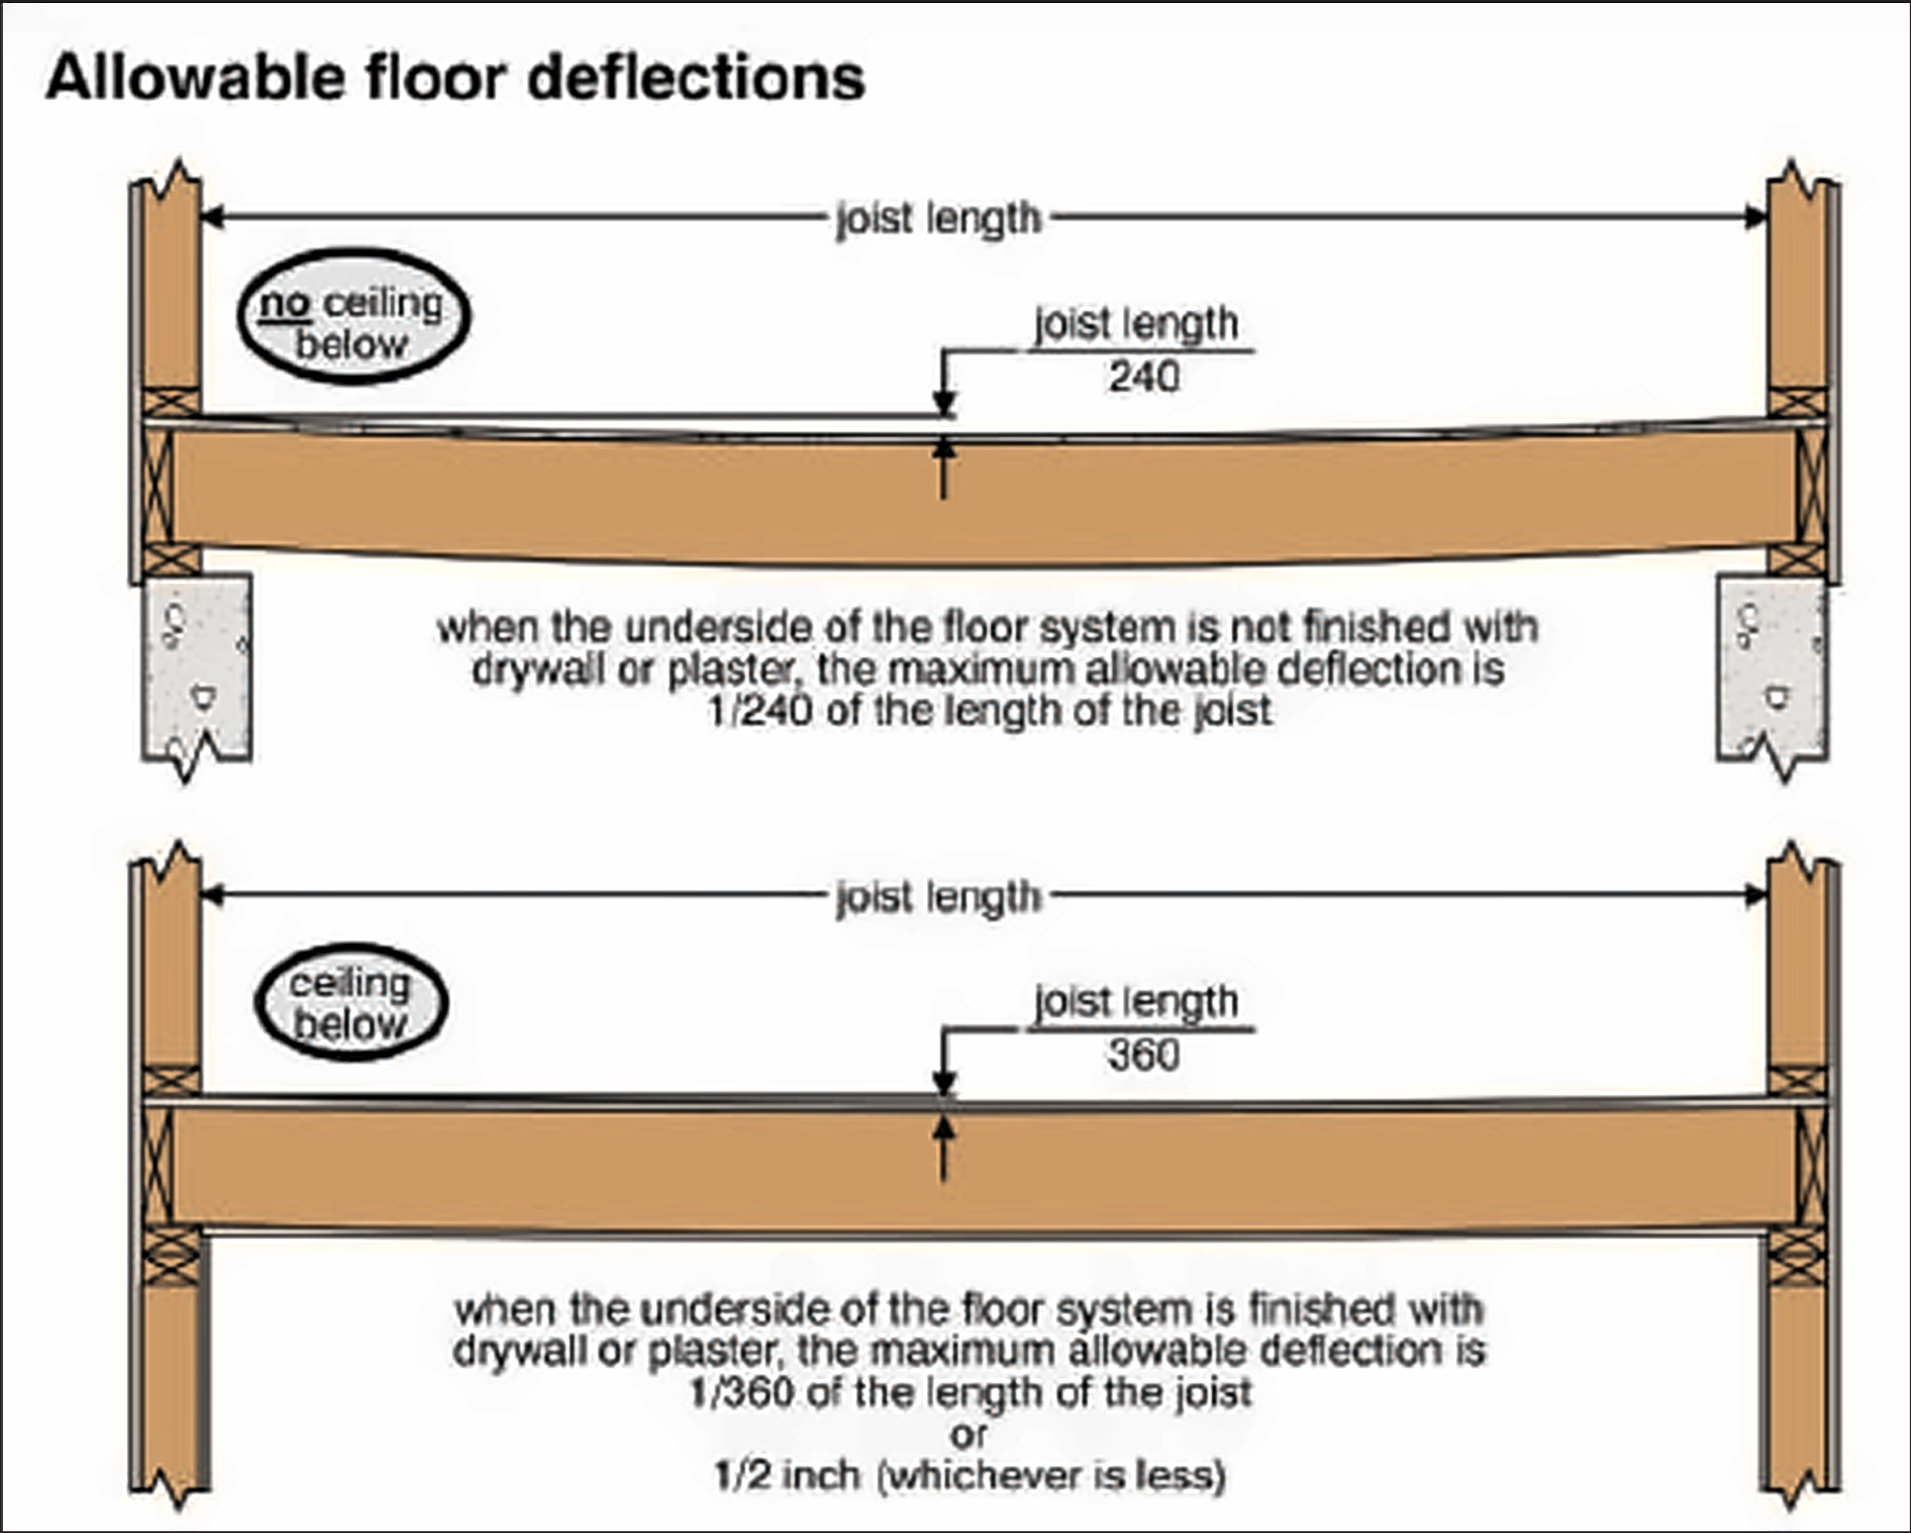 Allowable floor deflections
joist length
no ceiling
below
joist length
240
when the underside of the floor system is not finished with
drywall or plaster, the maximum allowable deflection is
1/240 of the length of the joist
joist length
ceiling
below
joist length
360
when the underside of the floor system is finished with
drywall or plaster, the maximum allowable deflection is
1/360 of the length of the joist
or
1/2 inch (whichever is less)